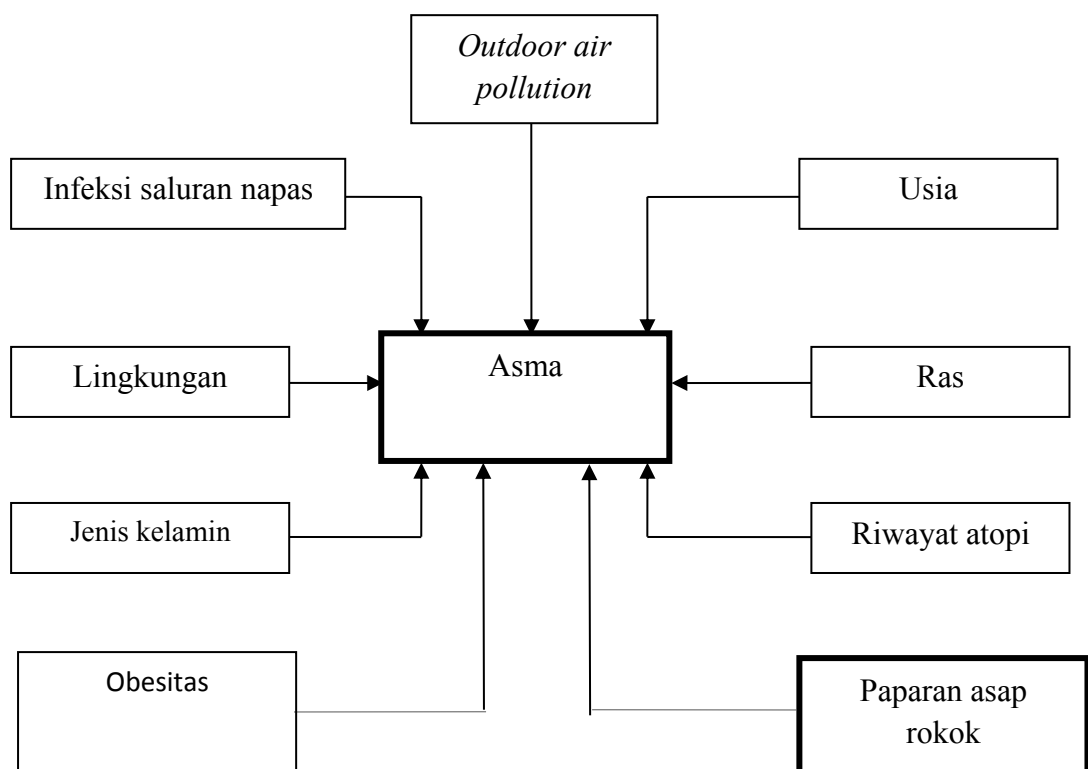 Outdoor air
pollution
Infeksi saluran napas
Usia
Lingkungan
Asma
Ras
Jenis kelamin
Riwayat atopi
Obesitas
Paparan asap
rokok